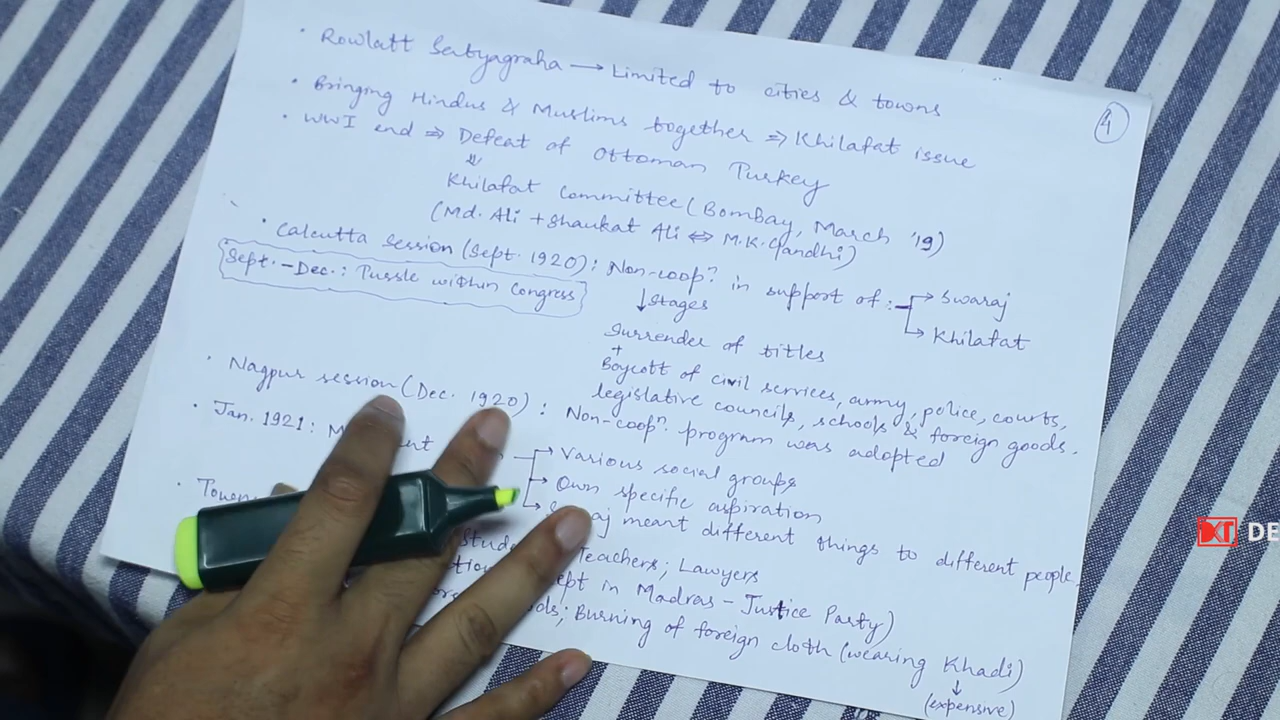 • Rowlatt Satyagraha → Limited to cities & towns
④
• Bringing Hindus & Muslims together ⇒ Khilafat issue
• WWI end ⇒ Defeat of Ottoman Turkey
⇓
Khilafat Committee (Bombay, March '19)
(Md. Ali + Shaukat Ali ⇔ M.K. Gandhi)
• Calcutta session (Sept. 1920): Non-coopn. in support of: → Swaraj
→ Khilafat
Sept. - Dec.: Pussle within Congress
↓ Stages
Surrender of titles
+
Boycott of civil services, army, police, courts,
legislative councils, schools & foreign goods.
• Nagpur session (Dec. 1920): Non-coopn. program was adopted
• Jan. 1921: → Various social groups
→ Own specific aspiration
→ meant different things to different people.
• Teachers; Lawyers
in Madras - Justice Party)
Burning of foreign cloth (wearing Khadi)
↓
(expensive)
DE